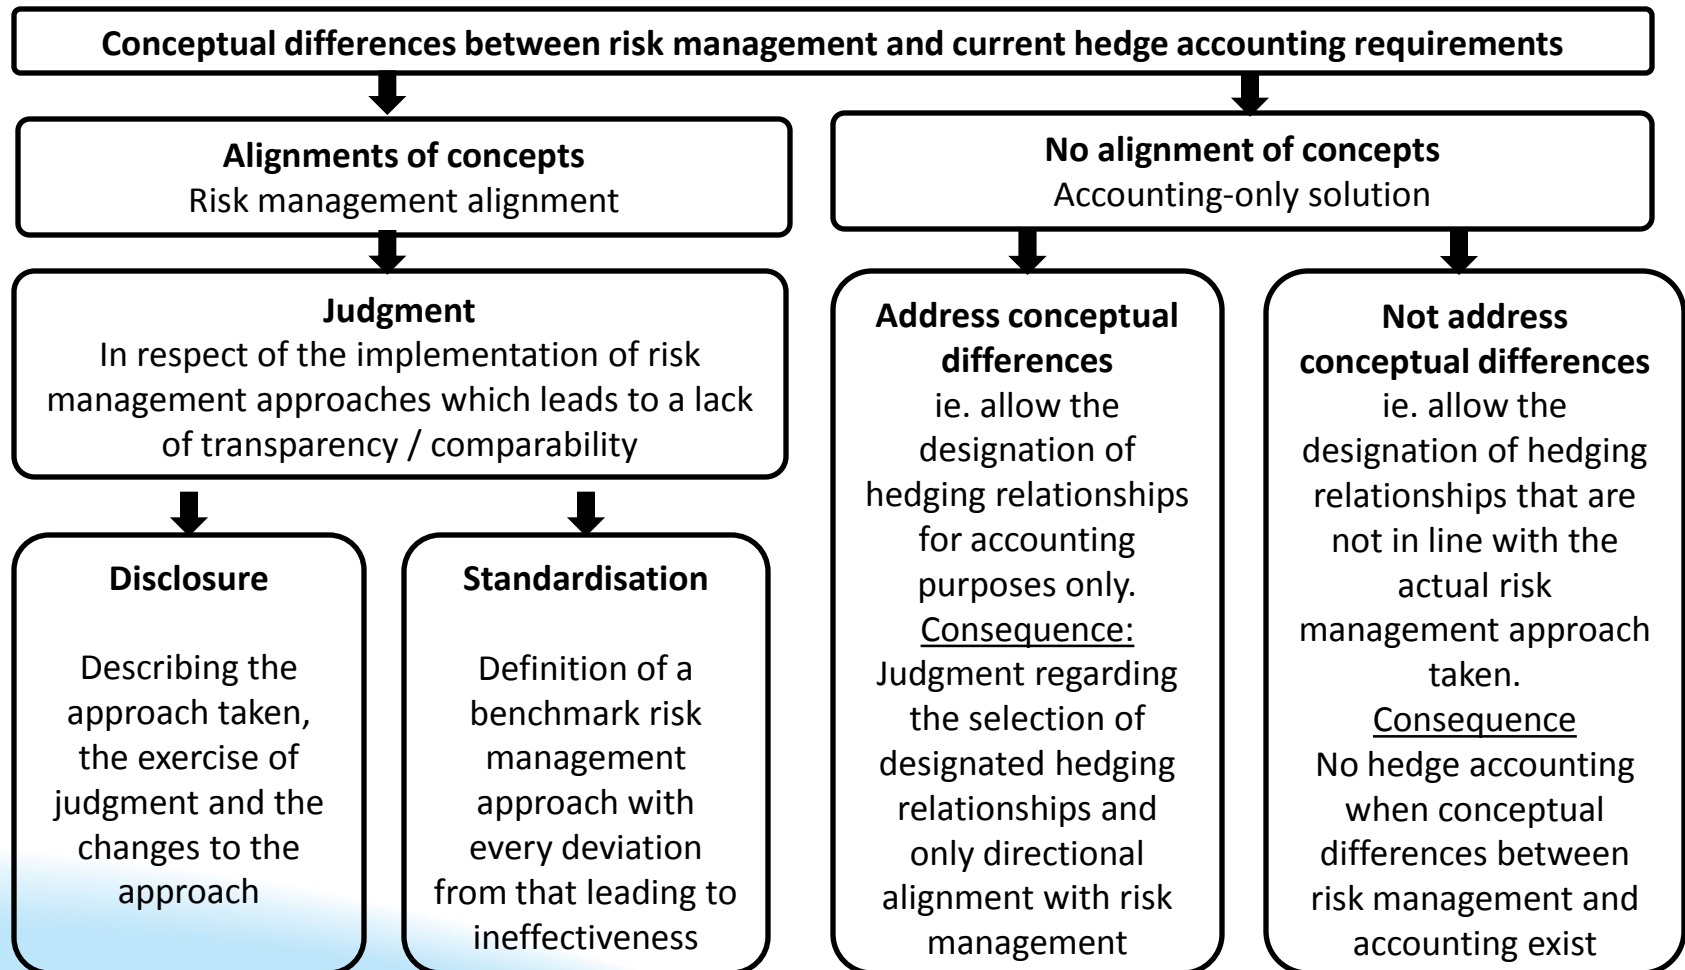 Conceptual differences between risk management and current hedge accounting requirements
Alignments of concepts
Risk management alignment
No alignment of concepts
Accounting-only solution
Judgment
In respect of the implementation of risk
management approaches which leads to a lack
of transparency / comparability
Disclosure
Describing the
approach taken,
the exercise of
judgment and the
changes to the
approach
Standardisation
Definition of a
benchmark risk
management
approach with
every deviation
from that leading to
ineffectiveness
Address conceptual
differences
ie. allow the
designation of
hedging relationships
for accounting
purposes only.
Consequence:
Judgment regarding
the selection of
designated hedging
relationships and
only directional
alignment with risk
management
Not address
conceptual differences
ie. allow the
designation of hedging
relationships that are
not in line with the
actual risk
management approach
taken.
Consequence
No hedge accounting
when conceptual
differences between
risk management and
accounting exist